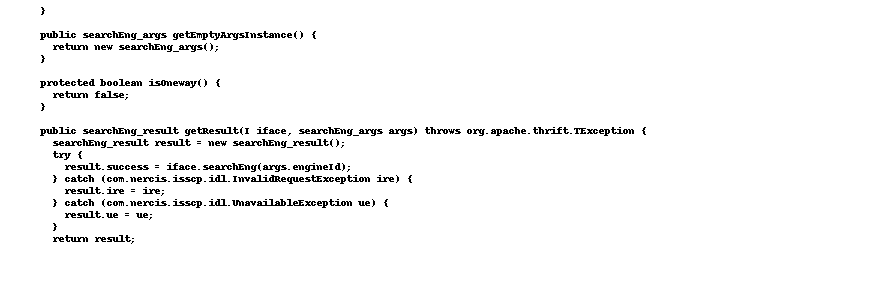 }
public searchEng_args getEmptyArgsInstance() {
return new searchEng_args();
}
protected boolean isOneway() {
return false;
}
public searchEng_result getResult(I iface, searchEng_args args) throws org.apache.thrift.TException {
searchEng_result result = new searchEng_result();
try {
result.success = iface.searchEng(args.engineId);
} catch (com.nercis.isscp.idl.InvalidRequestException ire) {
result.ire = ire;
} catch (com.nercis.isscp.idl.UnavailableException ue) {
result.ue = ue;
}
return result;